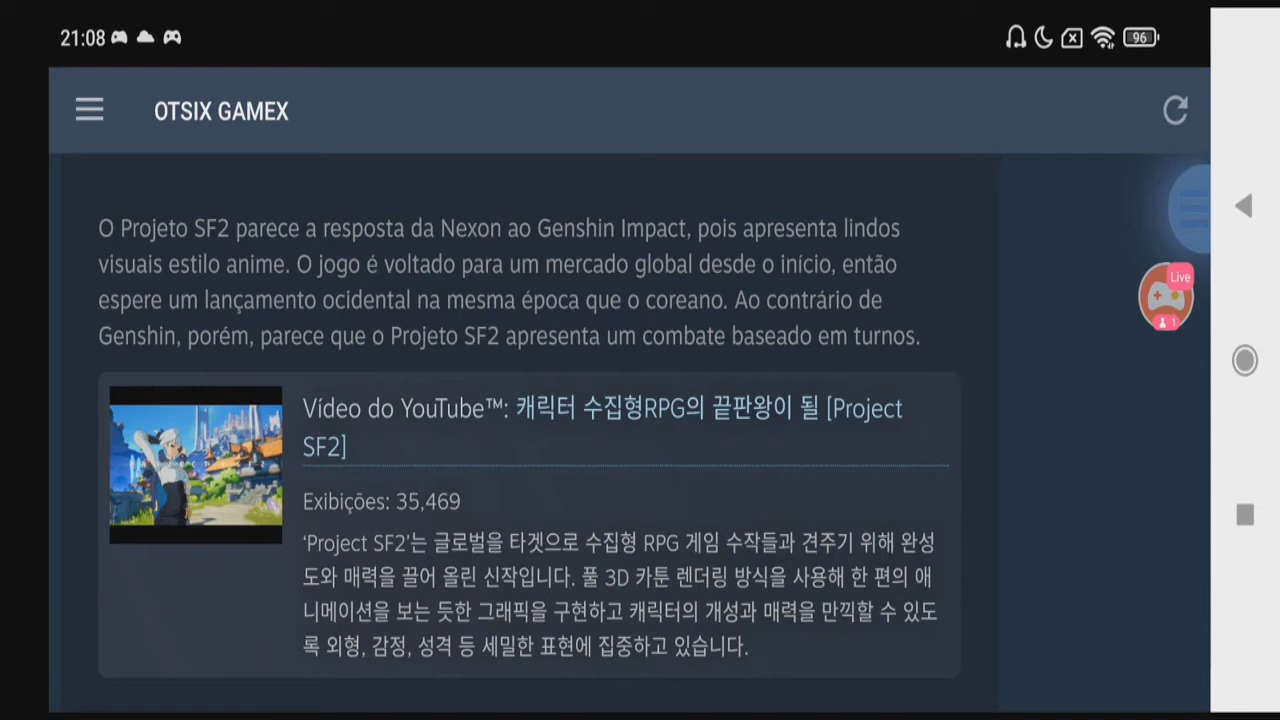 21:08
96
OTSIX GAMEX
O Projeto SF2 parece a resposta da Nexon ao Genshin Impact, pois apresenta lindos
visuais estilo anime. O jogo é voltado para um mercado global desde o início, então
espere um lançamento ocidental na mesma época que o coreano. Ao contrário de
Genshin, porém, parece que o Projeto SF2 apresenta um combate baseado em turnos.
Live
1
Vídeo do YouTube™: 캐릭터 수집형RPG의 끝판왕이 될 [Project
SF2]
Exibições: 35,469
‘Project SF2’는 글로벌을 타겟으로 수집형 RPG 게임 수작들과 견주기 위해 완성
도와 매력을 끌어 올린 신작입니다. 풀 3D 카툰 렌더링 방식을 사용해 한 편의 애
니메이션을 보는 듯한 그래픽을 구현하고 캐릭터의 개성과 매력을 만끽할 수 있도
록 외형, 감정, 성격 등 세밀한 표현에 집중하고 있습니다.